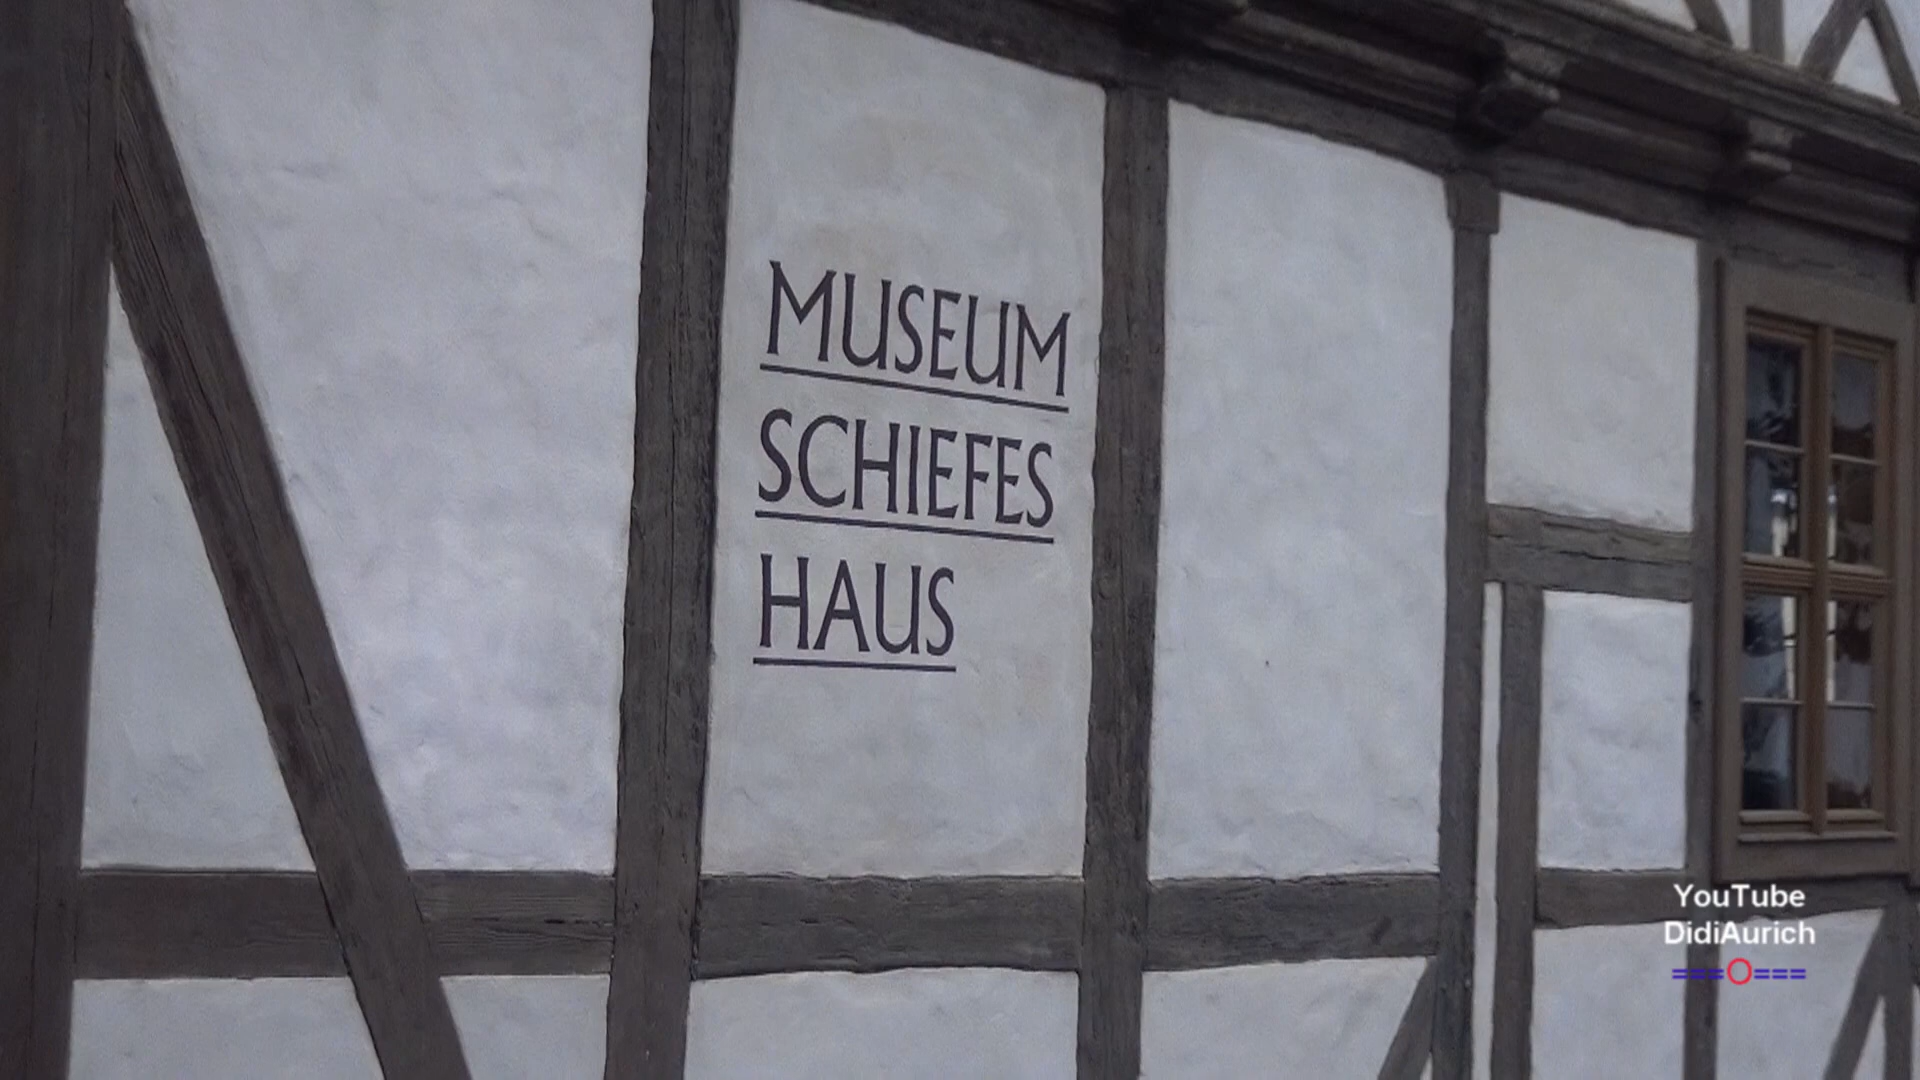 MUSEUM
SCHIEFES
HAUS
YouTube
DidiAurich
===O===